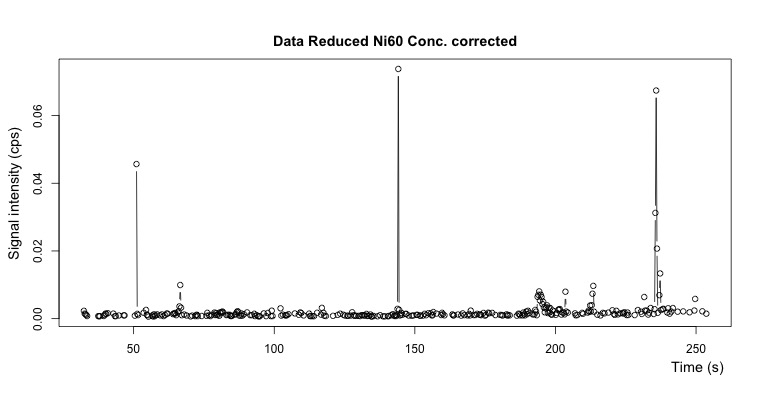 Data Reduced Ni60 Conc. corrected
Signal intensity (cps)
0.06
0.04
0.02
0.00
50 100 150 200 250
Time (s)